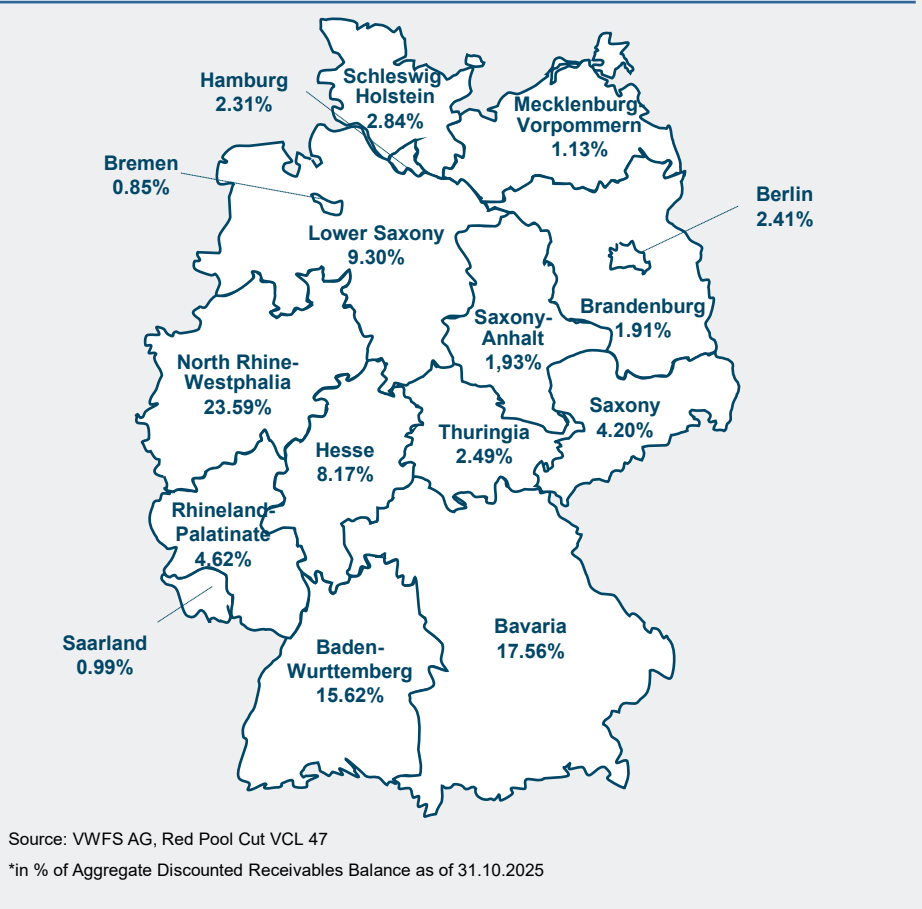 Schleswig
Holstein
2.84%
Hamburg
2.31%
Mecklenburg
Vorpommern
1.13%
Bremen
0.85%
Berlin
2.41%
Lower Saxony
9.30%
Brandenburg
1.91%
Saxony-
Anhalt
1,93%
North Rhine-
Westphalia
23.59%
Saxony
4.20%
Thuringia
2.49%
Hesse
8.17%
Rhineland-
Palatinate
4.62%
Saarland
0.99%
Bavaria
17.56%
Baden-
Wurttemberg
15.62%
Source: VWFS AG, Red Pool Cut VCL 47
*in % of Aggregate Discounted Receivables Balance as of 31.10.2025